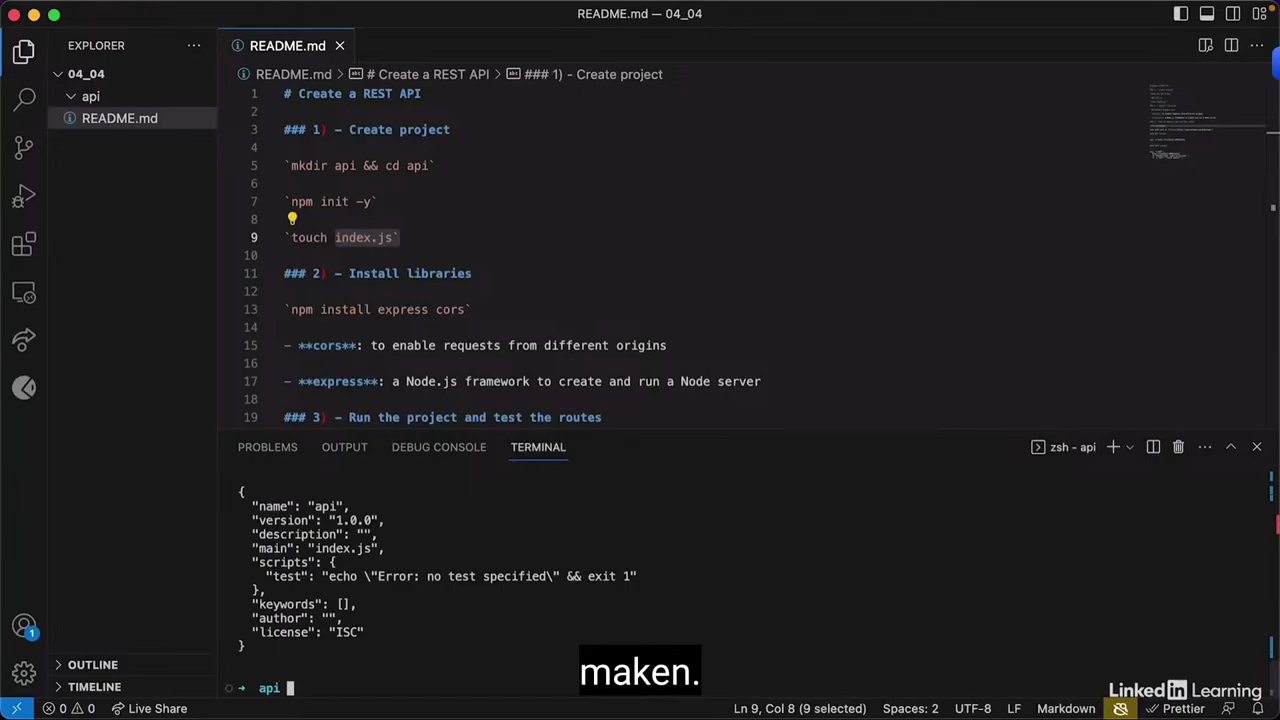 README.md — 04_04
EXPLORER
README.md
04_04
README.md > # Create a REST API > ### 1) - Create project
api
README.md
1 # Create a REST API
2
3 ### 1) - Create project
4
5 `mkdir api && cd api`
6
7 `npm init -y`
8
9 `touch index.js`
10
11 ### 2) - Install libraries
12
13 `npm install express cors`
14
15 - **cors**: to enable requests from different origins
16
17 - **express**: a Node.js framework to create and run a Node server
18
19 ### 3) - Run the project and test the routes
PROBLEMS OUTPUT DEBUG CONSOLE TERMINAL
zsh - api
{
"name": "api",
"version": "1.0.0",
"description": "",
"main": "index.js",
"scripts": {
"test": "echo \"Error: no test specified\" && exit 1"
},
"keywords": [],
"author": "",
"license": "ISC"
}
1
OUTLINE
maken.
TIMELINE
→ api
LinkedIn Learning
0 0 Live Share
Ln 9, Col 8 (9 selected) Spaces: 2 UTF-8 LF Markdown Prettier